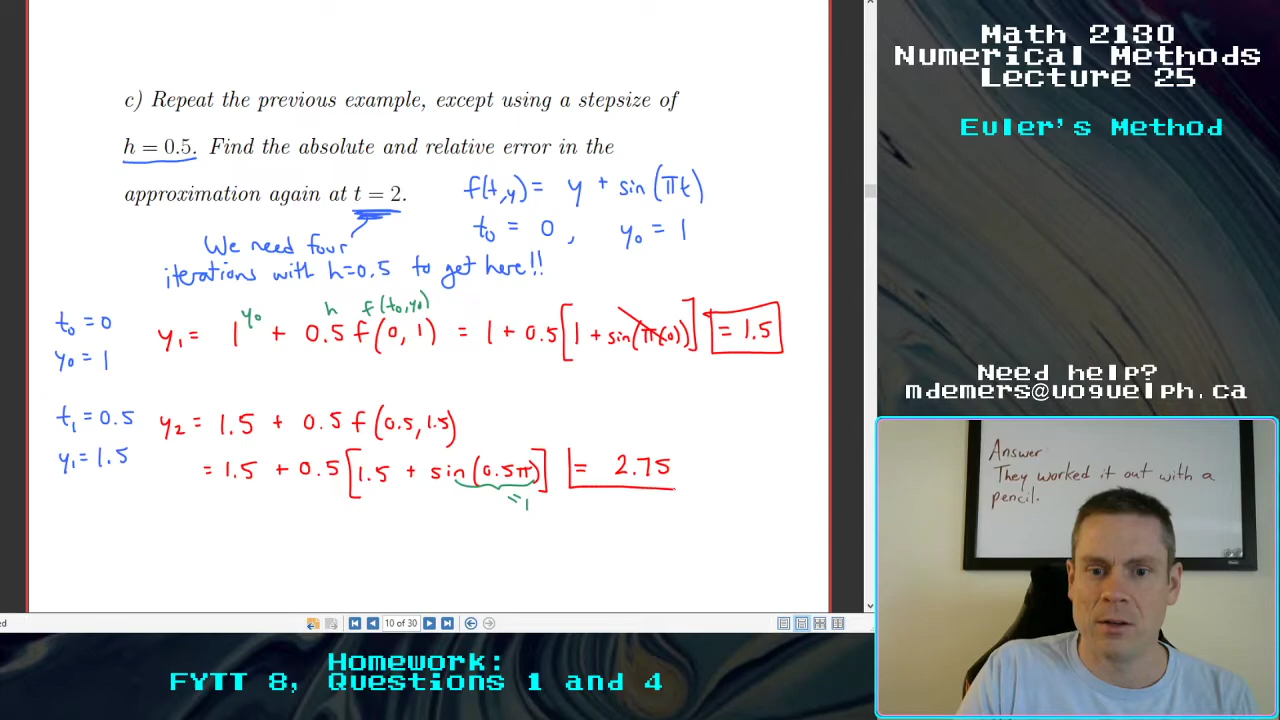 c) Repeat the previous example, except using a stepsize of
h = 0.5. Find the absolute and relative error in the
approximation again at t = 2.
f(t,y) = y + sin(πt)
t₀ = 0, y₀ = 1
We need four
iterations with h=0.5 to get here!!
y₀ h f(t₀,y₀)
t₀ = 0
y₀ = 1
y₁ = 1 + 0.5 f(0, 1) = 1 + 0.5[1 + sin(π(0))] = 1.5
t₁ = 0.5
y₁ = 1.5
y₂ = 1.5 + 0.5 f(0.5, 1.5)
= 1.5 + 0.5[1.5 + sin(0.5π)] = 2.75
= 1
10 of 30
Math 2130
Numerical Methods
Lecture 25
Euler's Method
Need help?
mdemers@uoguelph.ca
Answer
They worked it out with a
pencil.
Homework:
FYTT 8, Questions 1 and 4